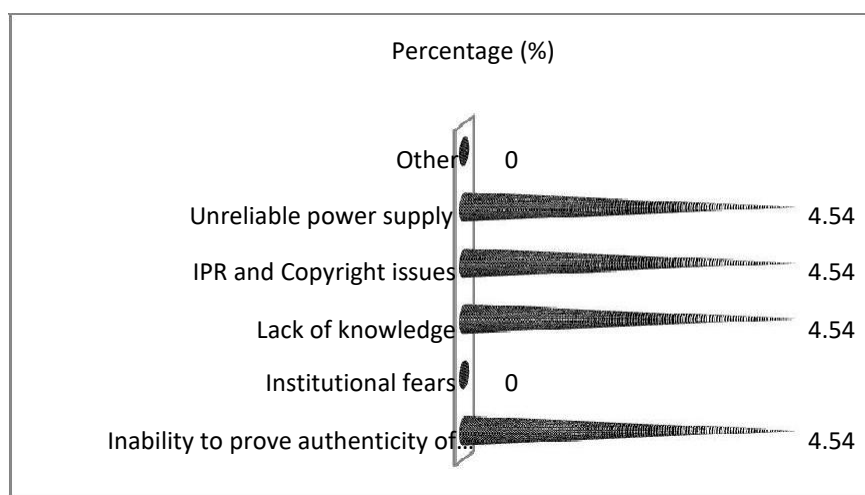 Percentage (%)
Other 0
Unreliable power supply 4.54
IPR and Copyright issues 4.54
Lack of knowledge 4.54
Institutional fears 0
Inability to prove authenticity of… 4.54